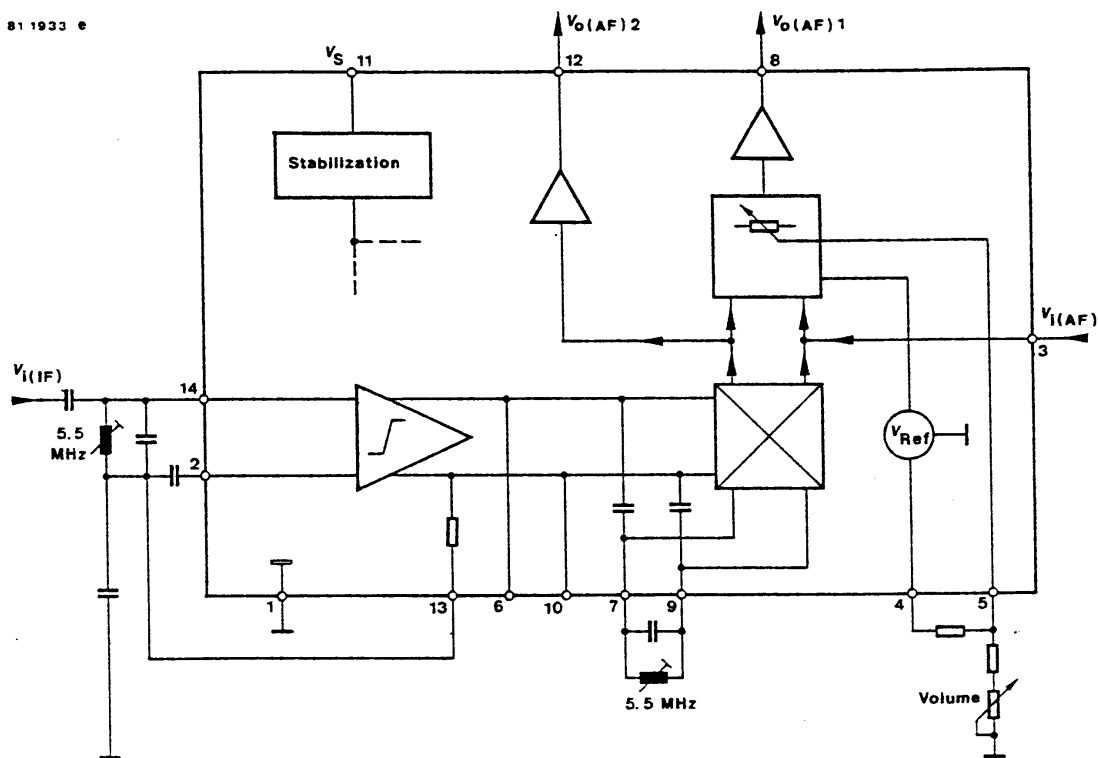 81 1933 e
Vo(AF)2
Vo(AF)1
VS 11
12
8
Stabilization
Vi(AF)
3
Vi(IF)
14
5.5
MHz
2
VRef
1
13
6
10
7
9
4
5
5.5 MHz
Volume